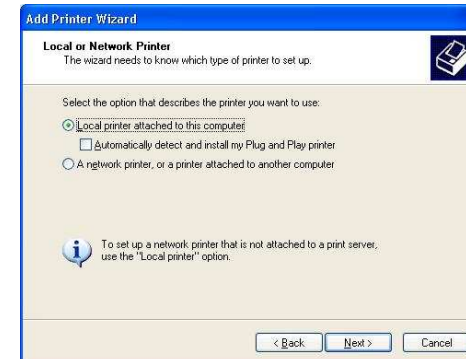 Add Printer Wizard
Local or Network Printer
The wizard needs to know which type of printer to set up.
Select the option that describes the printer you want to use:
Local printer attached to this computer
Automatically detect and install my Plug and Play printer
A network printer, or a printer attached to another computer
To set up a network printer that is not attached to a print server,
use the "Local printer" option.
< Back Next > Cancel